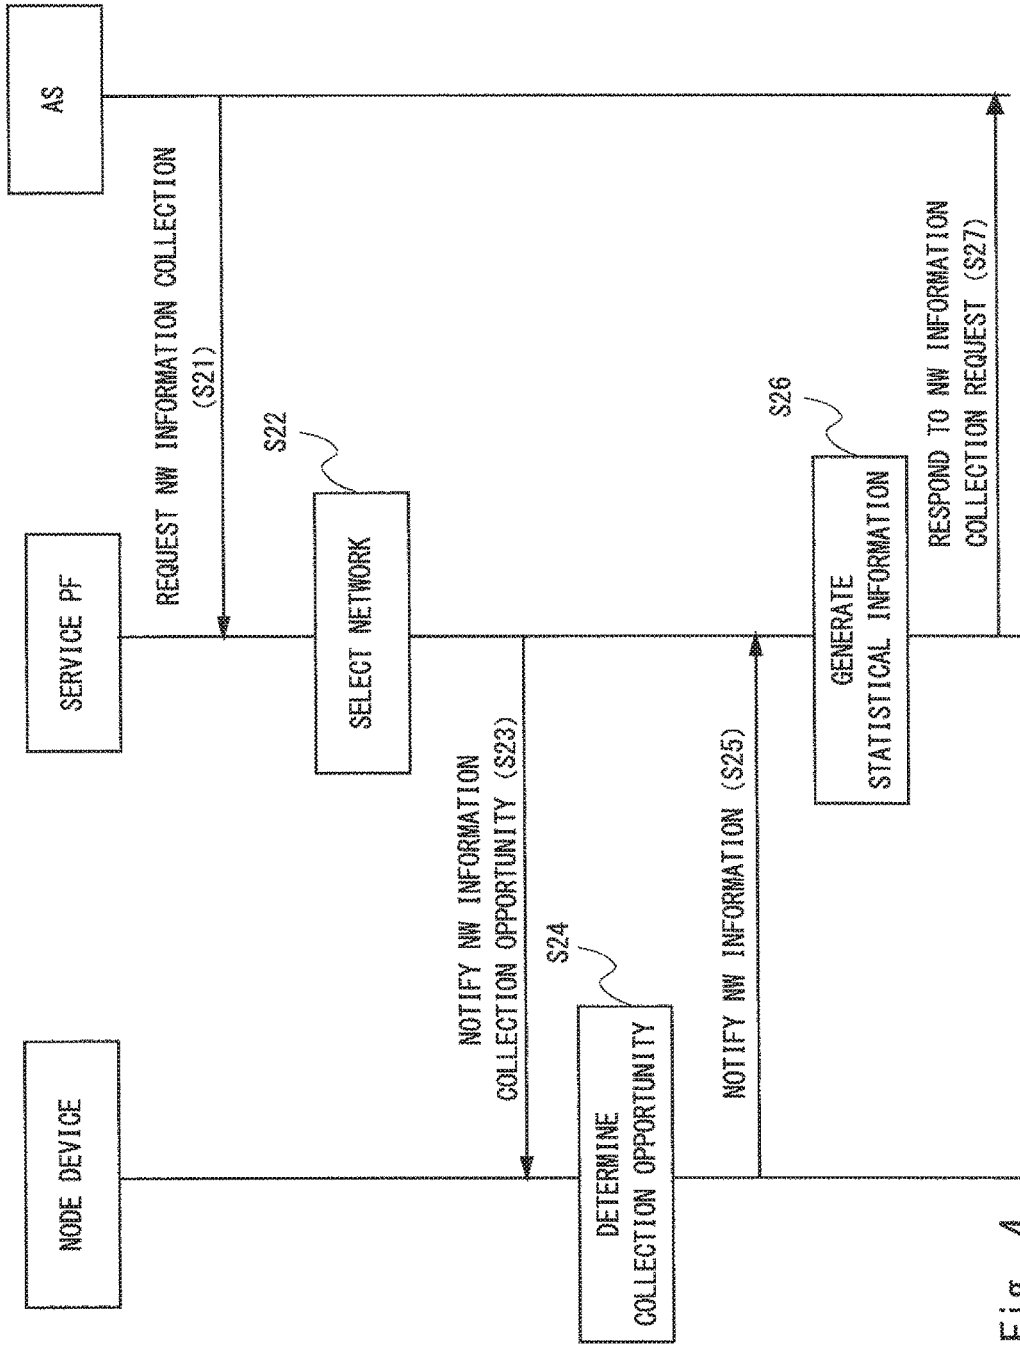 NODE DEVICE
SERVICE PF
AS
REQUEST NW INFORMATION COLLECTION
(S21)
S22
SELECT NETWORK
NOTIFY NW INFORMATION
COLLECTION OPPORTUNITY (S23)
S24
DETERMINE
COLLECTION OPPORTUNITY
NOTIFY NW INFORMATION (S25)
S26
GENERATE
STATISTICAL INFORMATION
RESPOND TO NW INFORMATION
COLLECTION REQUEST (S27)
Fig. 4